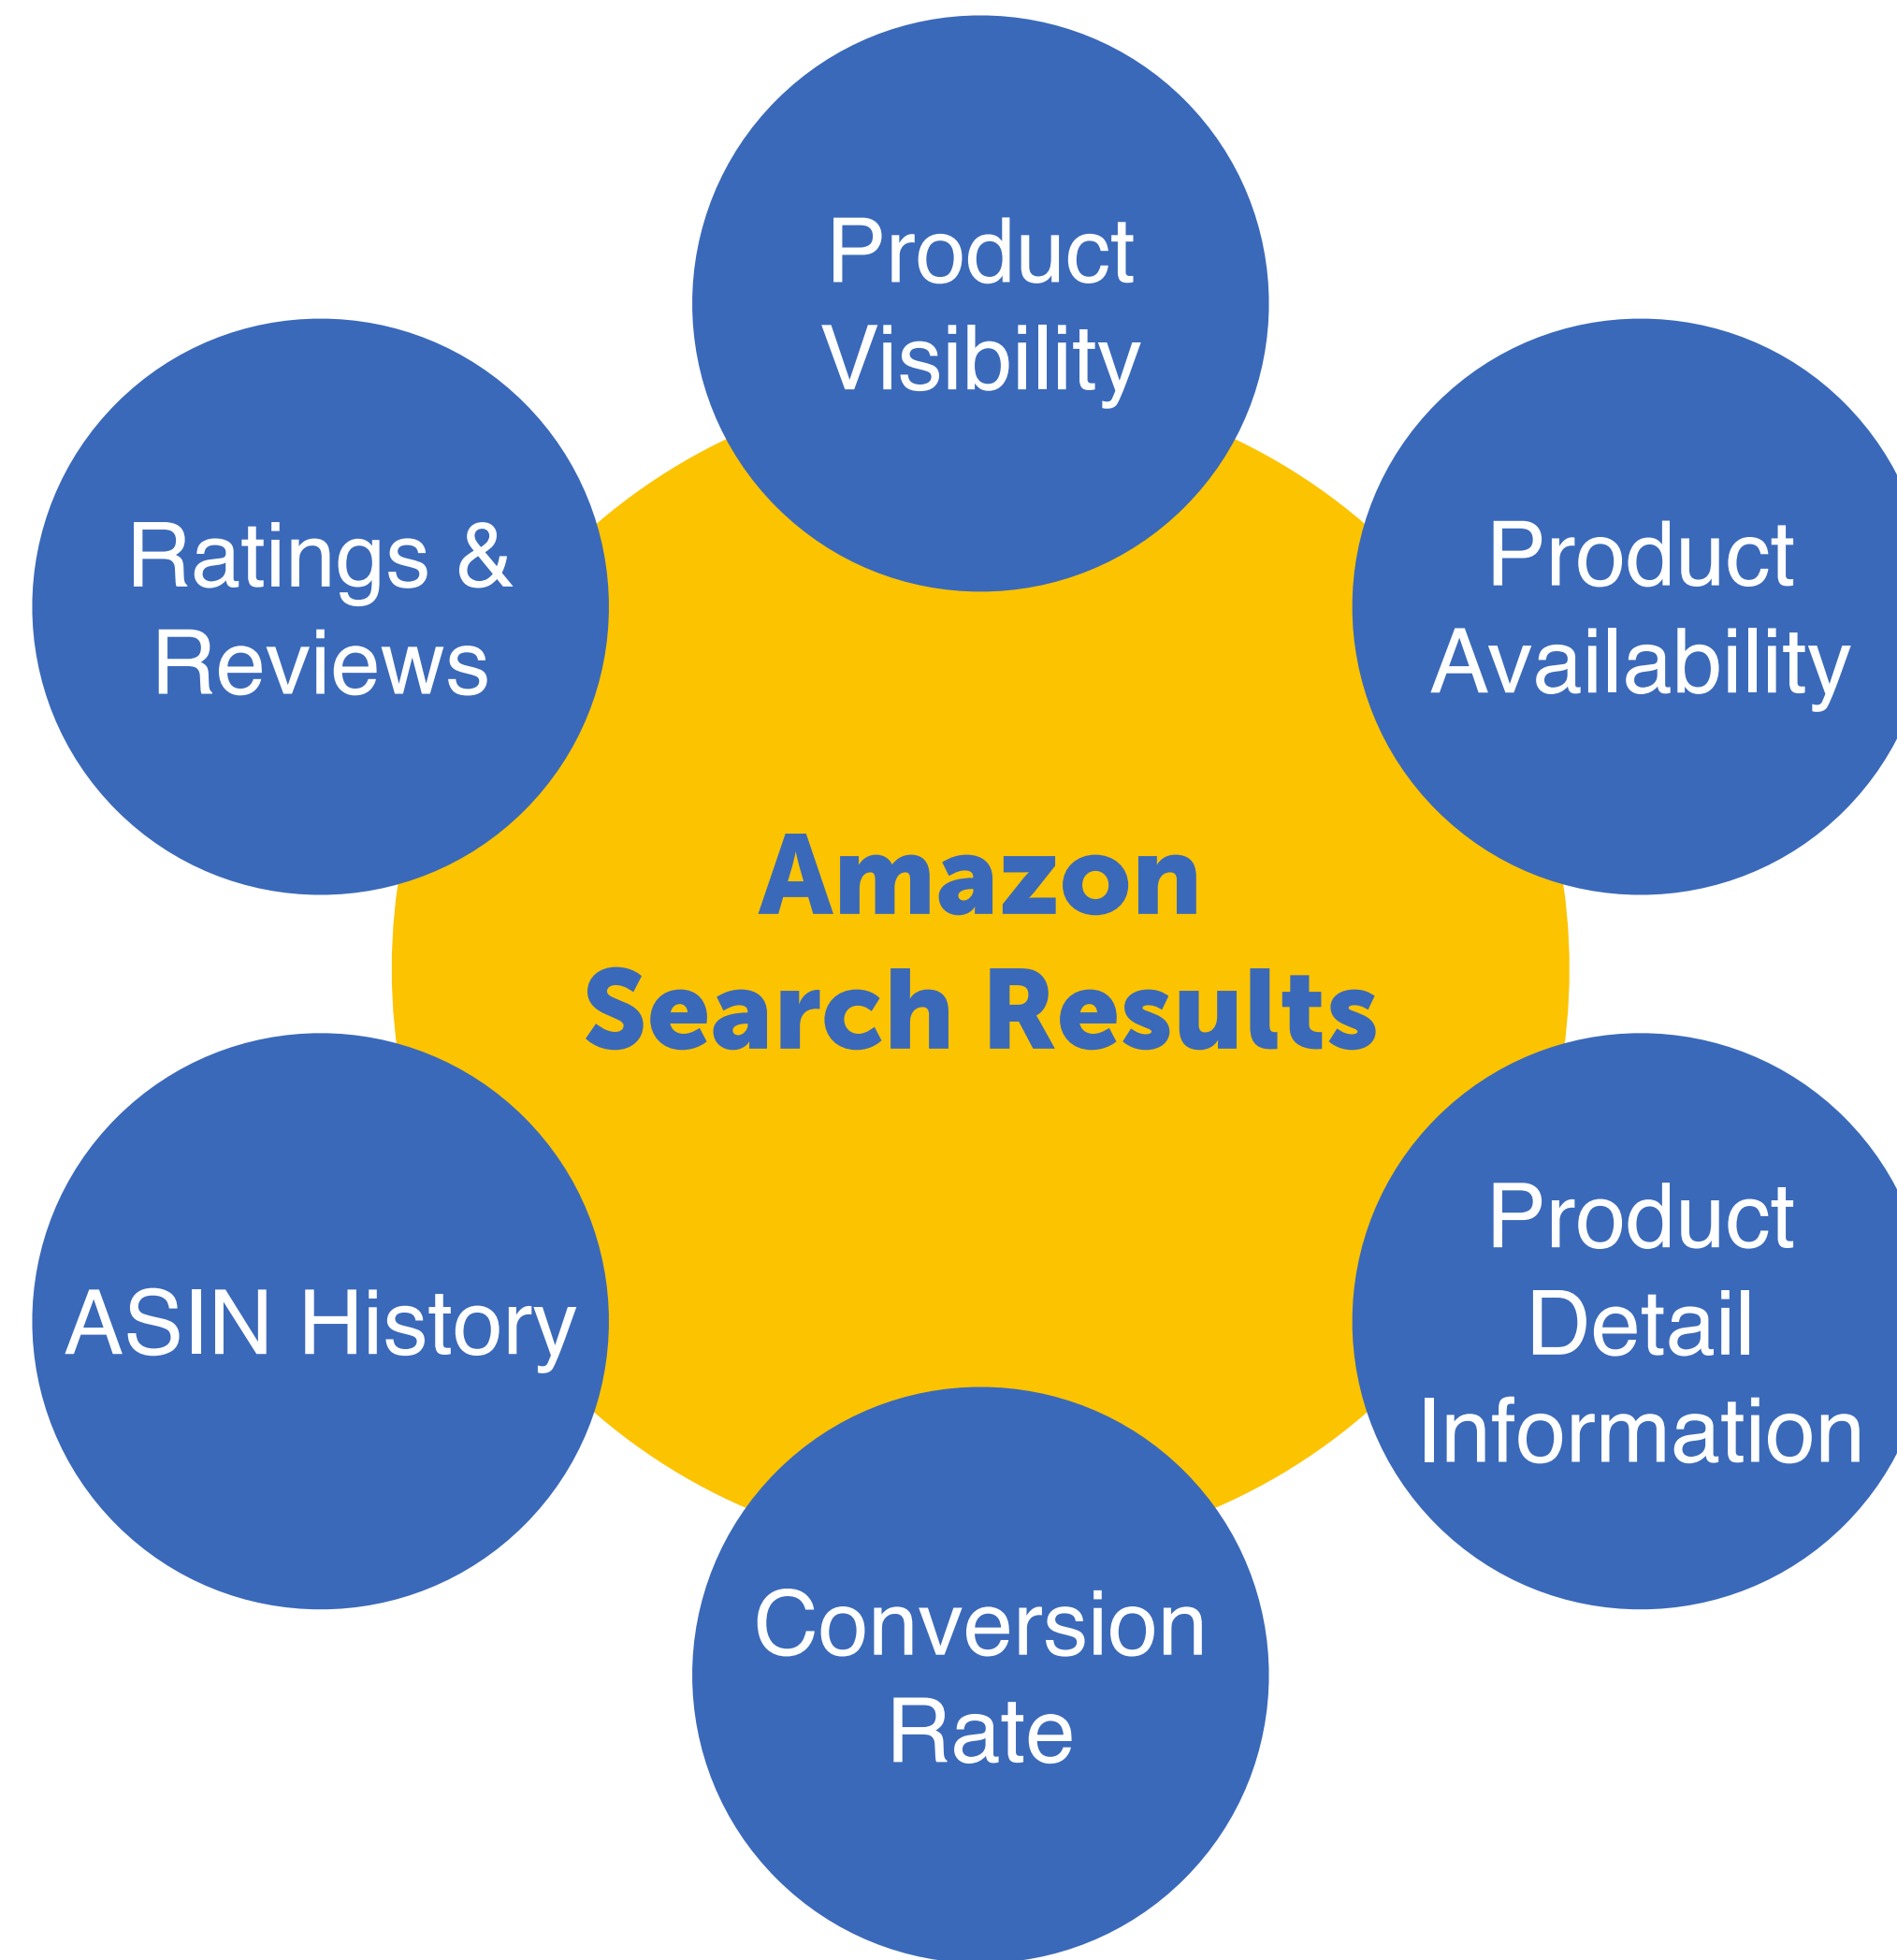 Product
Visibility
Ratings &
Reviews
Product
Availability
Amazon
Search Results
ASIN History
Product
Detail
Information
Conversion
Rate